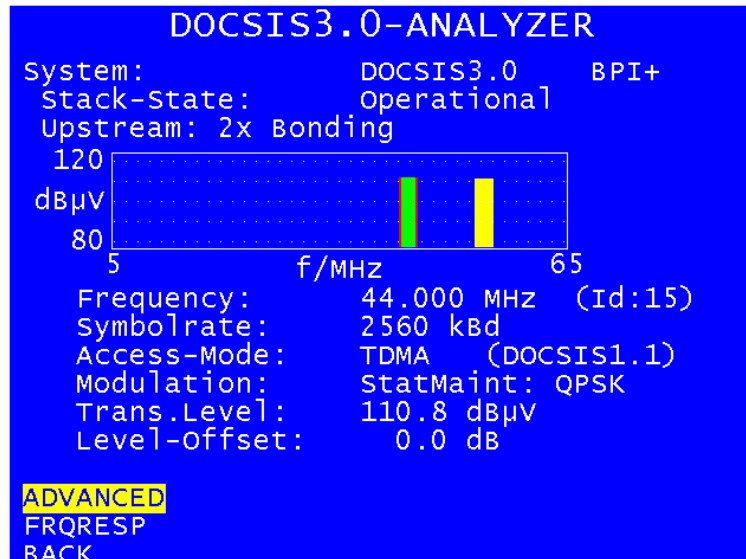 DOCSIS3.0-ANALYZER
System: DOCSIS3.0 BPI+
Stack-State: Operational
Upstream: 2x Bonding
120
dBµV
80
5 f/MHz 65
Frequency: 44.000 MHz (Id:15)
Symbolrate: 2560 kBd
Access-Mode: TDMA (DOCSIS1.1)
Modulation: StatMaint: QPSK
Trans.Level: 110.8 dBµV
Level-Offset: 0.0 dB
ADVANCED
FRQRESP
BACK